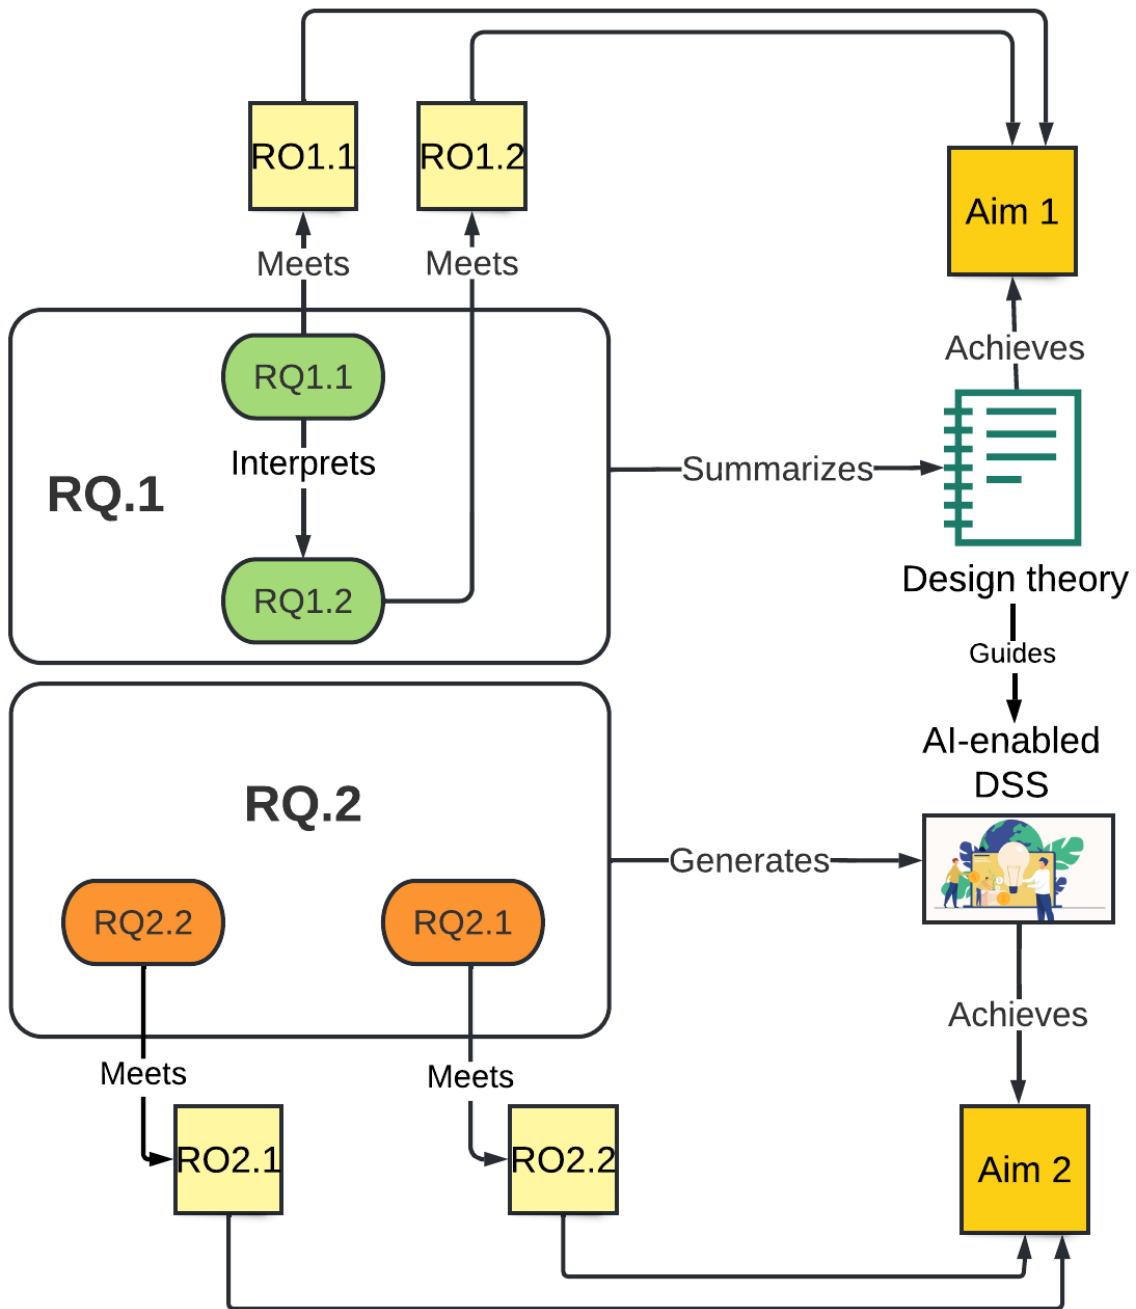 RO1.1
RO1.2
Aim 1
Meets
Meets
Achieves
RQ1.1
Interprets
RQ.1
Summarizes
RQ1.2
Design theory
Guides
AI-enabled
DSS
RQ.2
Generates
RQ2.2
RQ2.1
Achieves
Meets
Meets
RO2.1
RO2.2
Aim 2